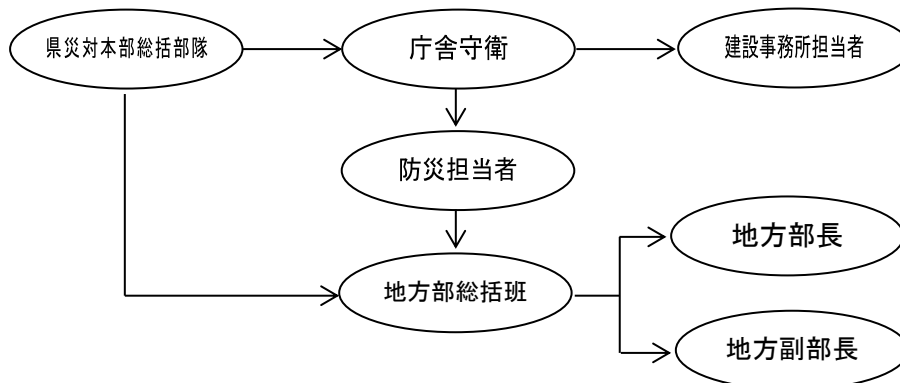 県災対本部総括部隊
庁舎守衛
建設事務所担当者
防災担当者
地方部総括班
地方部長
地方副部長